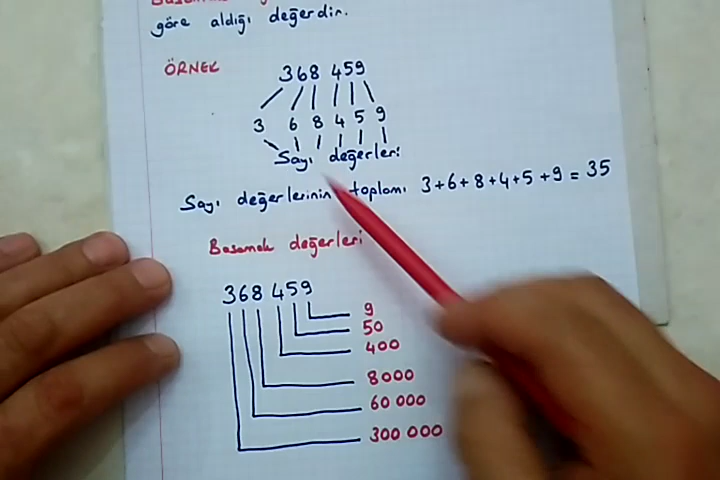 göre aldığı değerdir.
ÖRNEK 368 459
3 6 8 4 5 9
Sayı değerleri
Sayı değerlerinin toplamı 3+6+8+4+5+9=35
Basamak değerleri
368 459
9
50
400
8000
60 000
300 000